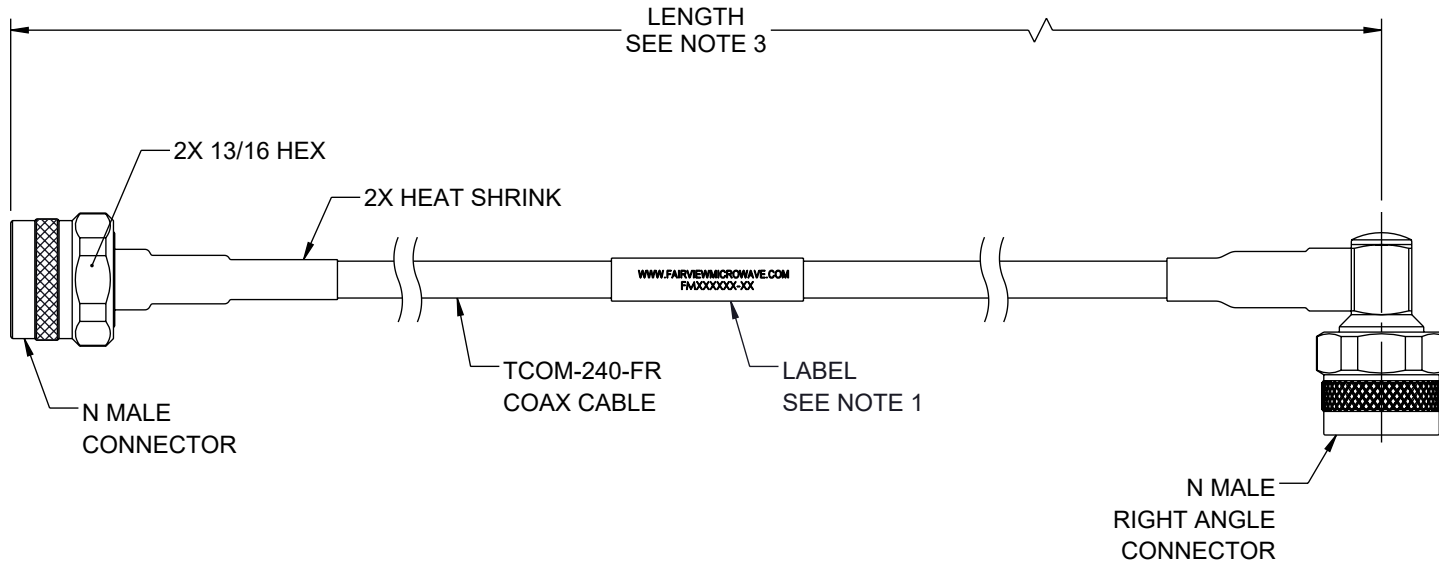 LENGTH
SEE NOTE 3
2X 13/16 HEX
2X HEAT SHRINK
WWW.FAIRVIEWMICROWAVE.COM
FMXXXXXX-XX
TCOM-240-FR
COAX CABLE
LABEL
SEE NOTE 1
N MALE
CONNECTOR
N MALE
RIGHT ANGLE
CONNECTOR